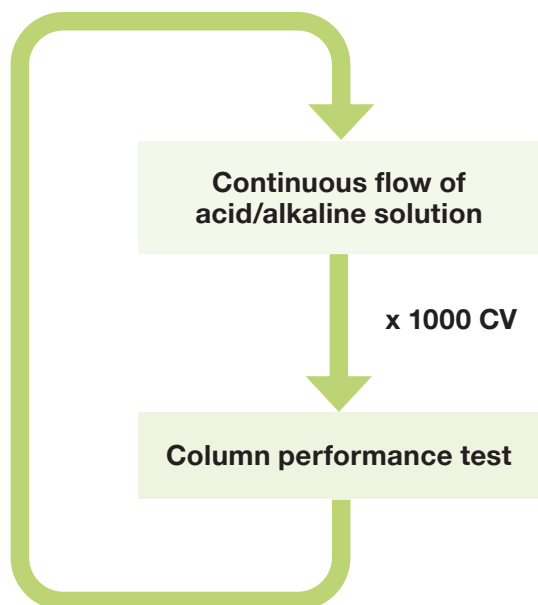 Continuous flow of
acid/alkaline solution
x 1000 CV
Column performance test